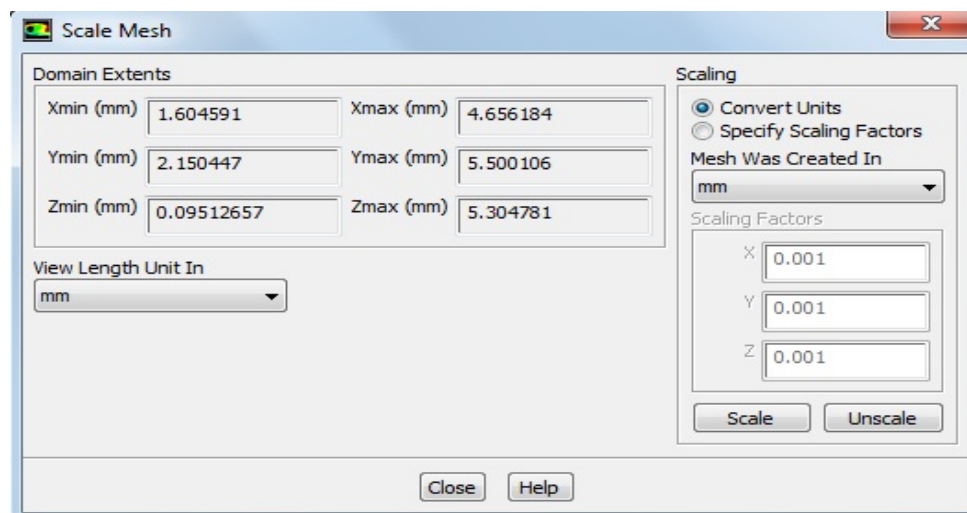 Scale Mesh
Domain Extents
Xmin (mm) 1.604591 Xmax (mm) 4.656184
Ymin (mm) 2.150447 Ymax (mm) 5.500106
Zmin (mm) 0.09512657 Zmax (mm) 5.304781
View Length Unit In
mm
Scaling
Convert Units
Specify Scaling Factors
Mesh Was Created In
mm
Scaling Factors
X 0.001
Y 0.001
Z 0.001
Scale Unscale
Close Help